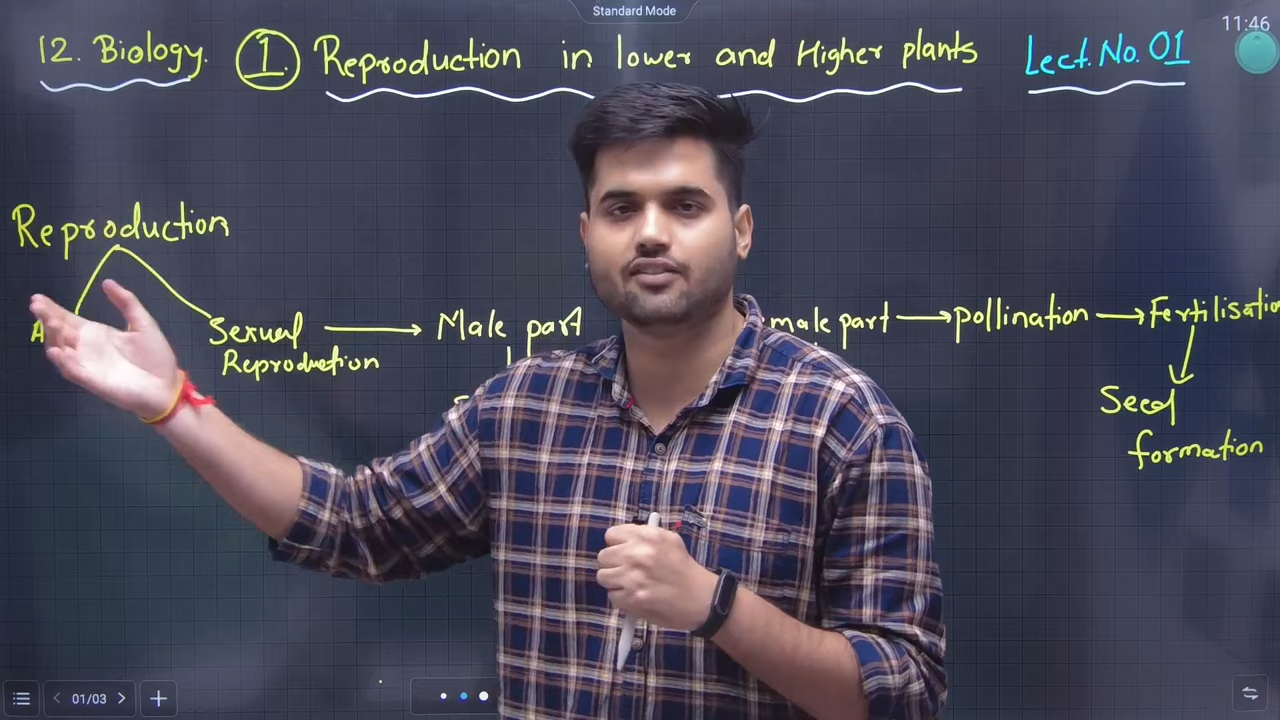 Standard Mode
11:46
12. Biology. 1. Reproduction in lower and Higher plants Lect. No. 01
Reproduction
Sexual Reproduction → Male part male part → pollination → Fertilisatio
Seed formation
01/03